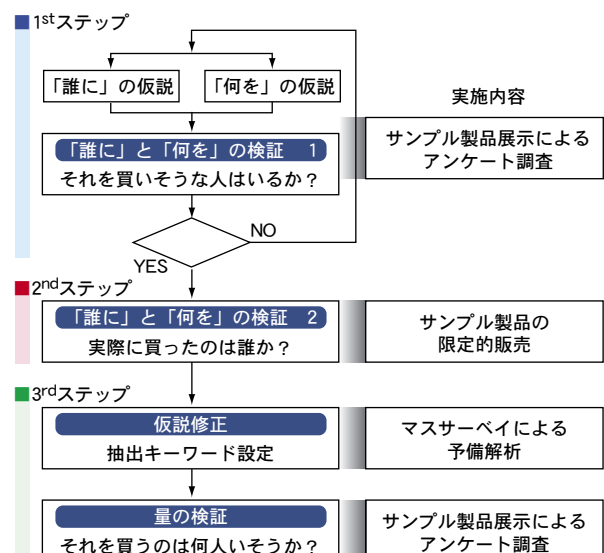 1stステップ
「誰に」の仮説
「何を」の仮説
実施内容
「誰に」と「何を」の検証 1
それを買いそうな人はいるか?
サンプル製品展示による
アンケート調査
NO
YES
2ndステップ
「誰に」と「何を」の検証 2
実際に買ったのは誰か?
サンプル製品の
限定的販売
3rdステップ
仮説修正
抽出キーワード設定
マスサーベイによる
予備解析
量の検証
それを買うのは何人いそうか?
サンプル製品展示による
アンケート調査